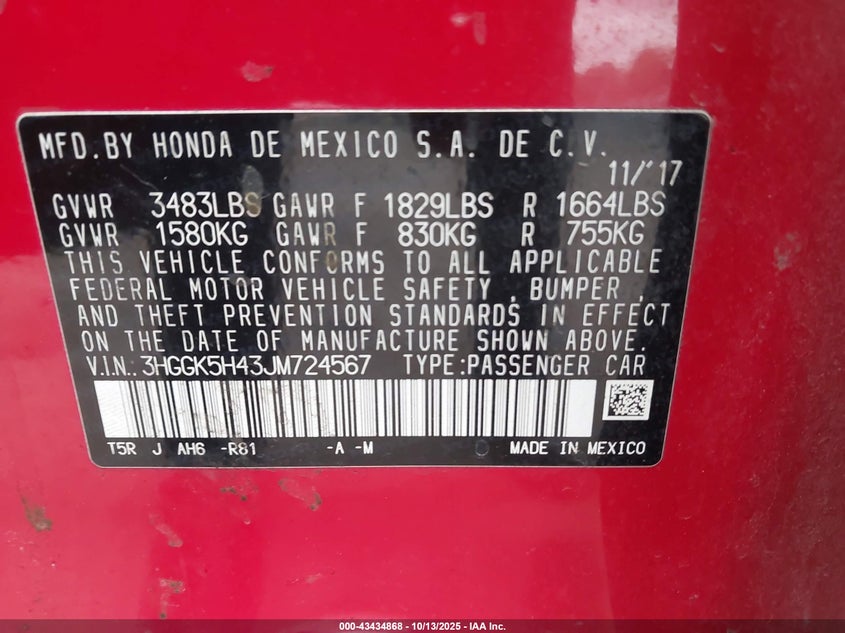 MFD.BY HONDA DE MEXICO S.A. DE C.V.
11/'17
GVWR 3483LBS GAWR F 1829LBS R 1664LBS
GVWR 1580KG GAWR F 830KG R 755KG
THIS VEHICLE CONFORMS TO ALL APPLICABLE
FEDERAL MOTOR VEHICLE SAFETY , BUMPER ,
AND THEFT PREVENTION STANDARDS IN EFFECT
ON THE DATE OF MANUFACTURE SHOWN ABOVE.
V.I.N.: 3HGGK5H43JM724567 TYPE:PASSENGER CAR
T5R J AH6 -R81 -A -M MADE IN MEXICO
000-43434868 - 10/13/2025 - IAA Inc.